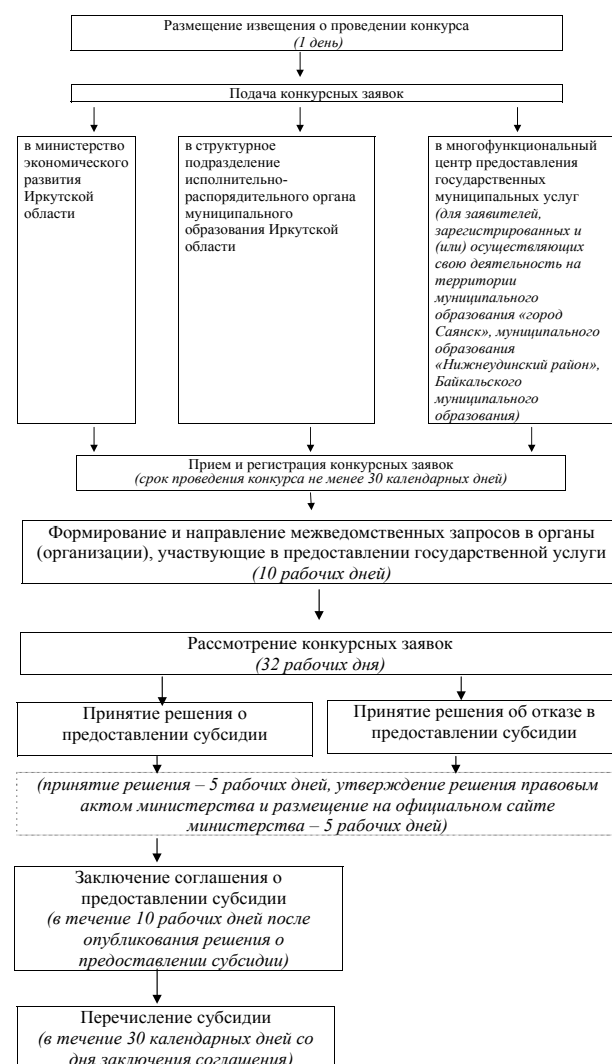 Размещение извещения о проведении конкурса
(1 день)
Подача конкурсных заявок
в министерство
экономического
развития
Иркутской
области
в структурное
подразделение
исполнительно-
распорядительного органа
муниципального
образования Иркутской
области
в многофункциональный
центр предоставления
государственных
муниципальных услуг
(для заявителей,
зарегистрированных и
(или) осуществляющих
свою деятельность на
территории
муниципального
образования «город
Саянск», муниципального
образования
«Нижнеудинский район»,
Байкальского
муниципального
образования)
Прием и регистрация конкурсных заявок
(срок проведения конкурса не менее 30 календарных дней)
Формирование и направление межведомственных запросов в органы
(организации), участвующие в предоставлении государственной услуги
(10 рабочих дней)
Рассмотрение конкурсных заявок
(32 рабочих дня)
Принятие решения о
предоставлении субсидии
Принятие решения об отказе в
предоставлении субсидии
(принятие решения – 5 рабочих дней, утверждение решения правовым
актом министерства и размещение на официальном сайте
министерства – 5 рабочих дней)
Заключение соглашения о
предоставлении субсидии
(в течение 10 рабочих дней после
опубликования решения о
предоставлении субсидии)
Перечисление субсидии
(в течение 30 календарных дней со
дня заключения соглашения)